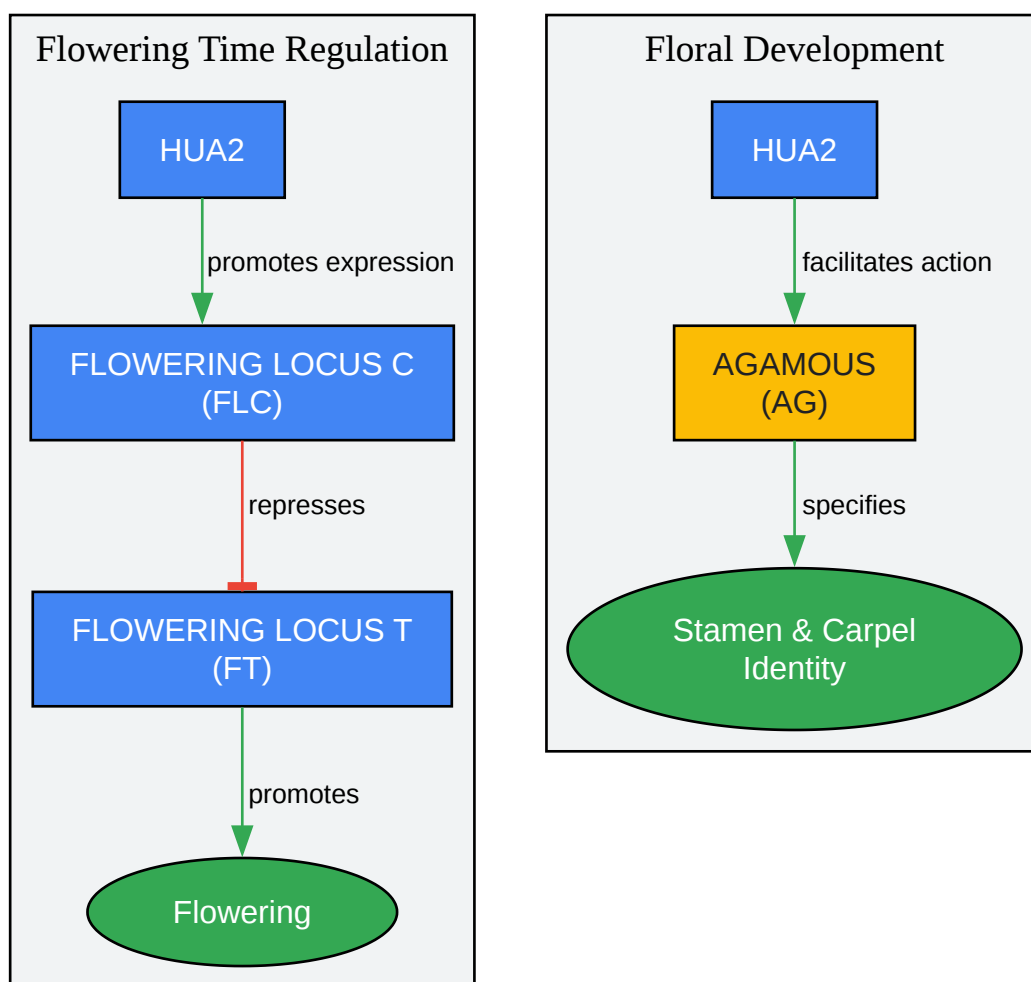 Flowering Time Regulation
HUA2
promotes expression
FLOWERING LOCUS C
(FLC)
represses
FLOWERING LOCUS T
(FT)
promotes
Flowering
Floral Development
HUA2
facilitates action
AGAMOUS
(AG)
specifies
Stamen & Carpel
Identity